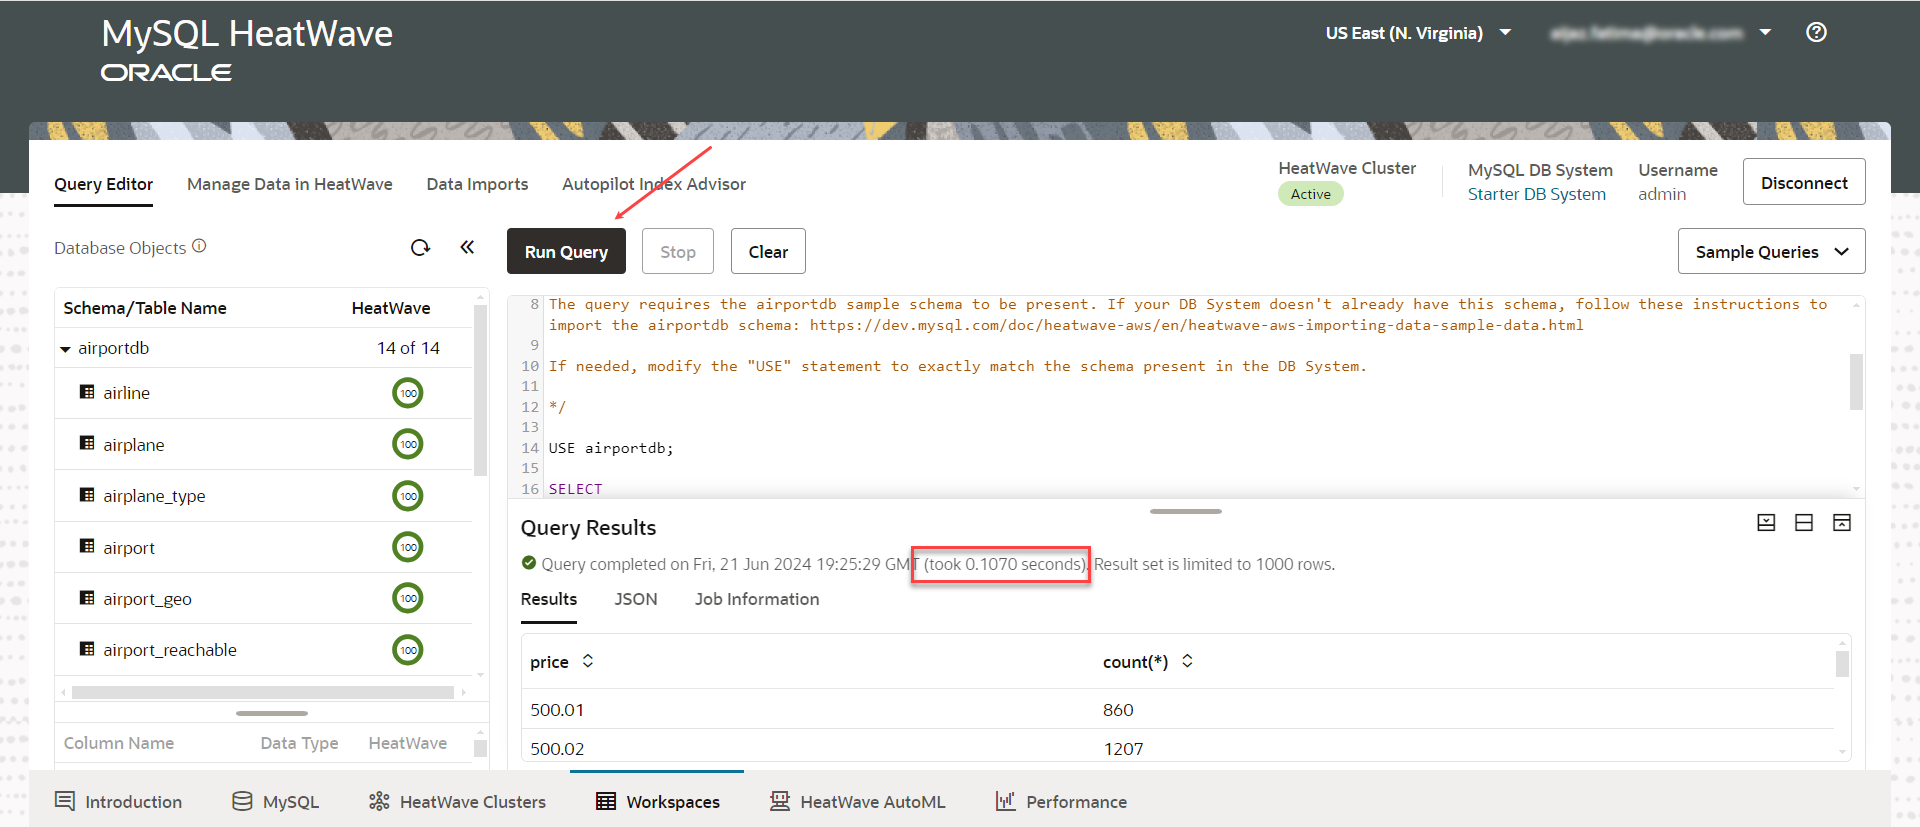 MySQL HeatWave
ORACLE
US East (N. Virginia)
Query Editor
Manage Data in HeatWave
Data Imports
Autopilot Index Advisor
HeatWave Cluster
Active
MySQL DB System
Starter DB System
Username
admin
Disconnect
Database Objects
Run Query
Stop
Clear
Sample Queries
Schema/Table Name HeatWave
airportdb 14 of 14
airline 100
airplane 100
airplane_type 100
airport 100
airport_geo 100
airport_reachable 100
Column Name Data Type HeatWave
8 The query requires the airportdb sample schema to be present. If your DB System doesn't already have this schema, follow these instructions to
import the airportdb schema: https://dev.mysql.com/doc/heatwave-aws/en/heatwave-aws-importing-data-sample-data.html
9
10 If needed, modify the "USE" statement to exactly match the schema present in the DB System.
11
12 */
13
14 USE airportdb;
15
16 SELECT
Query Results
Query completed on Fri, 21 Jun 2024 19:25:29 GMT (took 0.1070 seconds). Result set is limited to 1000 rows.
Results JSON Job Information
price count(*)
500.01 860
500.02 1207
Introduction
MySQL
HeatWave Clusters
Workspaces
HeatWave AutoML
Performance